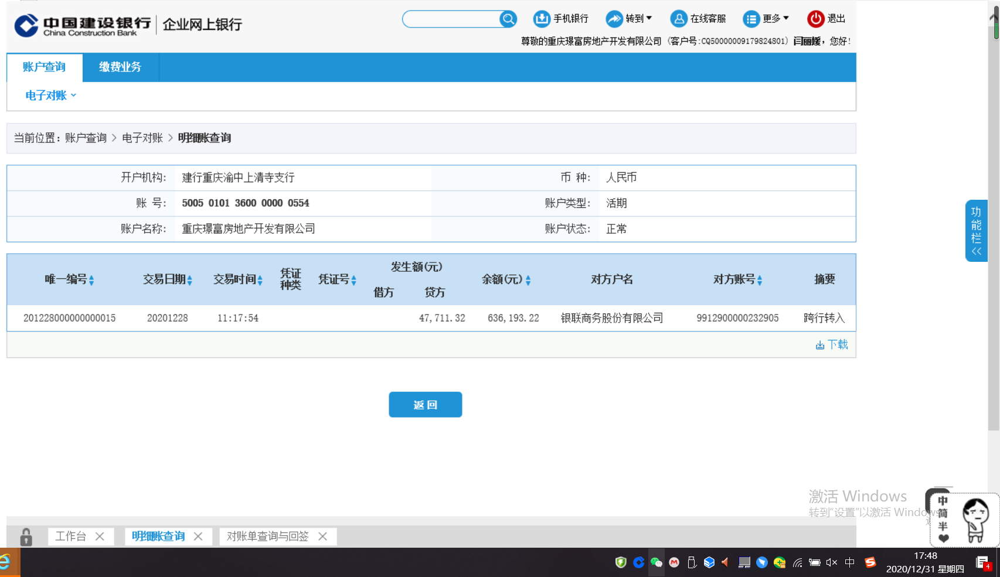 中国建设银行 企业网上银行 手机银行 转到 在线客服 更多 退出
China Construction Bank
尊敬的重庆璟富房地产开发有限公司（客户号:CQ50000009179824801）闫丽媛，您好!
账户查询 缴费业务
电子对账
当前位置：账户查询 > 电子对账 > 明细账查询
开户机构: 建行重庆渝中上清寺支行 币 种: 人民币
账 号: 5005 0101 3600 0000 0554 账户类型: 活期
账户名称: 重庆璟富房地产开发有限公司 账户状态: 正常
唯一编号 交易日期 交易时间 凭证种类 凭证号 发生额(元) 借方 贷方 余额(元) 对方户名 对方账号 摘要
201228000000000015 20201228 11:17:54 47,711.32 636,193.22 银联商务股份有限公司 9912900000232905 跨行转入
下载
返 回
功能栏
激活 Windows
转到"设置"以激活 Windows
中
简
半
工作台 明细账查询 对账单查询与回签
中 17:48
2020/12/31 星期四 4